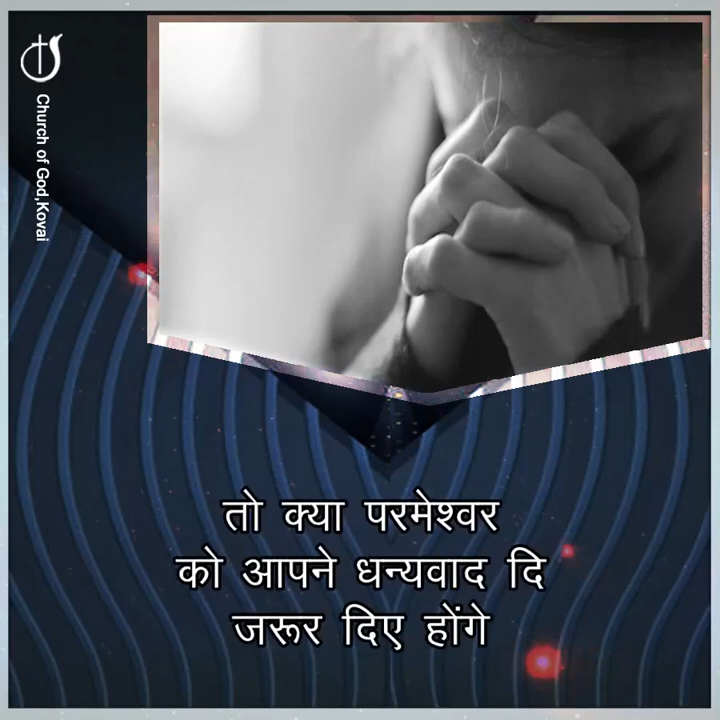 Church of God,Kovai
तो क्या परमेश्वर
को आपने धन्यवाद दि
जरूर दिए होंगे